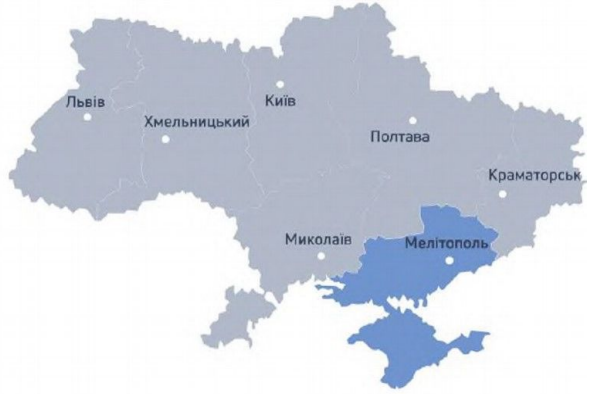 Львів
Київ
Хмельницький
Полтава
Краматорськ
Миколаїв
Мелітополь